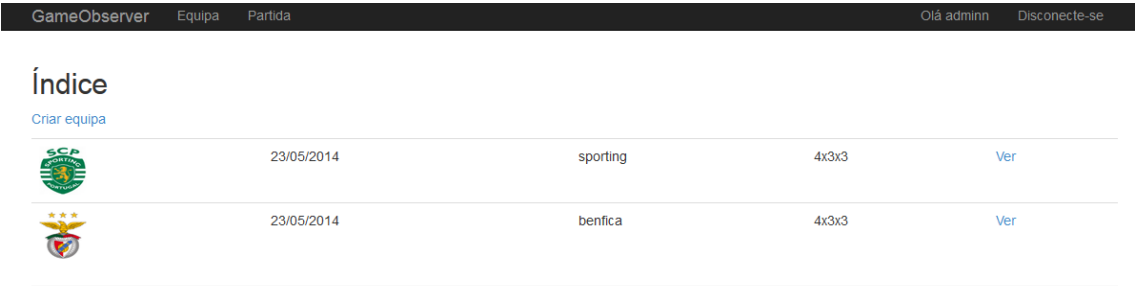 GameObserver Equipa Partida Olá adminn Disconecte-se
Índice
Criar equipa
SCP
SPORTING
PORTUGAL
23/05/2014 sporting 4x3x3 Ver
23/05/2014 benfica 4x3x3 Ver